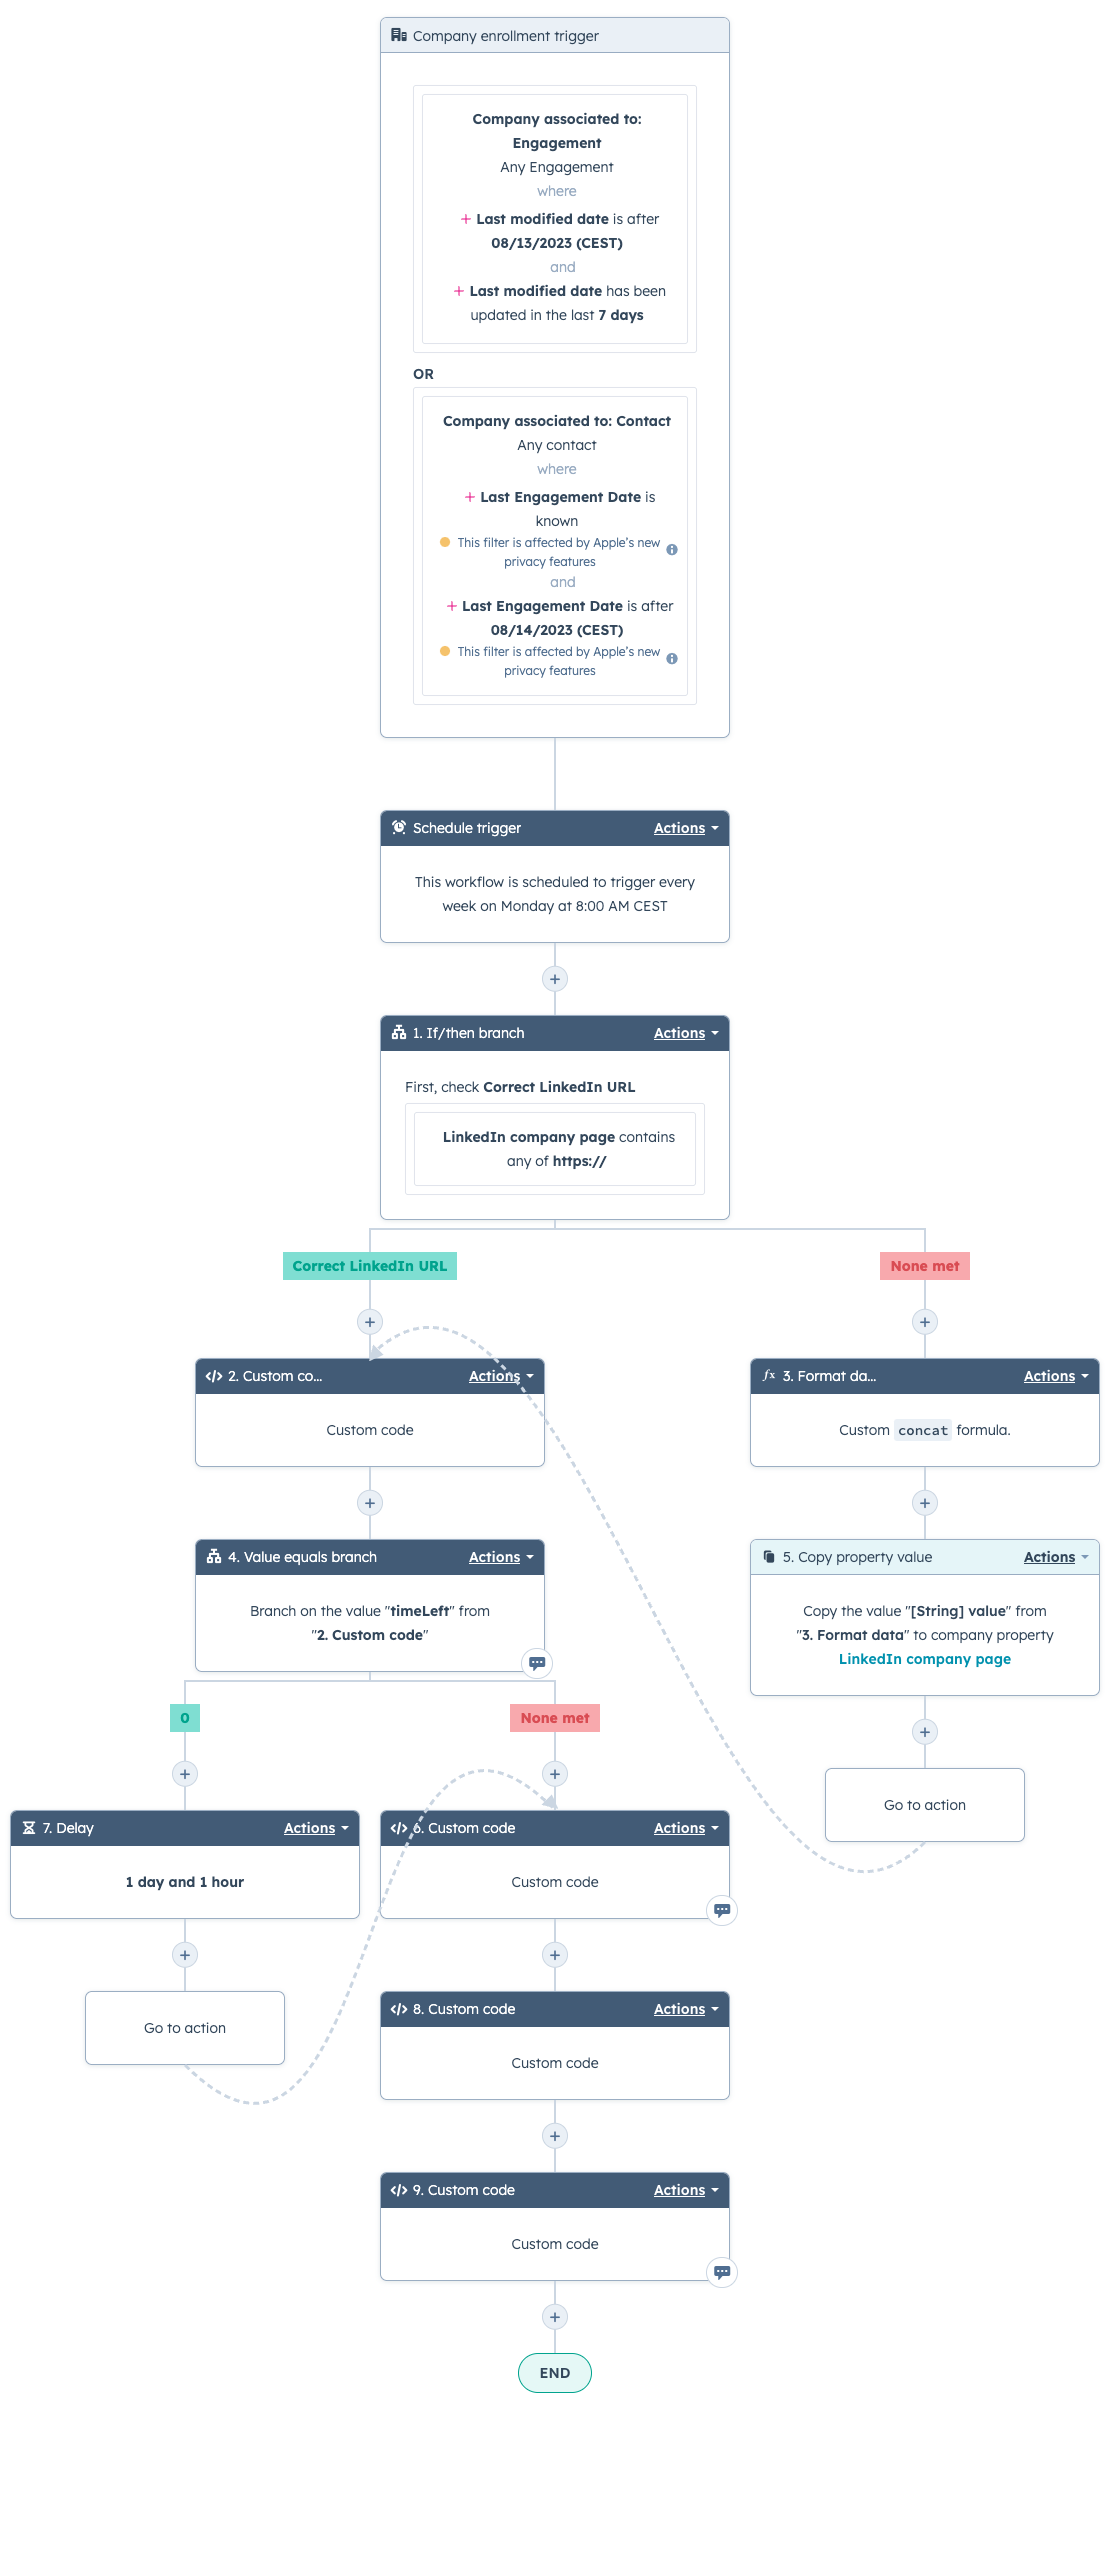 Company enrollment trigger
Company associated to:
Engagement
Any Engagement
where
+ Last modified date is after
08/13/2023 (CEST)
and
+ Last modified date has been
updated in the last 7 days
OR
Company associated to: Contact
Any contact
where
+ Last Engagement Date is
known
This filter is affected by Apple's new
privacy features
and
+ Last Engagement Date is after
08/14/2023 (CEST)
This filter is affected by Apple's new
privacy features
Schedule trigger Actions
This workflow is scheduled to trigger every
week on Monday at 8:00 AM CEST
+
1. If/then branch Actions
First, check Correct LinkedIn URL
LinkedIn company page contains
any of https://
Correct LinkedIn URL
None met
+
+
2. Custom co... Actions
Custom code
fx 3. Format da... Actions
Custom concat formula.
+
+
4. Value equals branch Actions
Branch on the value "timeLeft" from
"2. Custom code"
5. Copy property value Actions
Copy the value "[String] value" from
"3. Format data" to company property
LinkedIn company page
0
None met
+
+
+
Go to action
7. Delay Actions
1 day and 1 hour
6. Custom code Actions
Custom code
+
+
Go to action
8. Custom code Actions
Custom code
+
9. Custom code Actions
Custom code
+
END